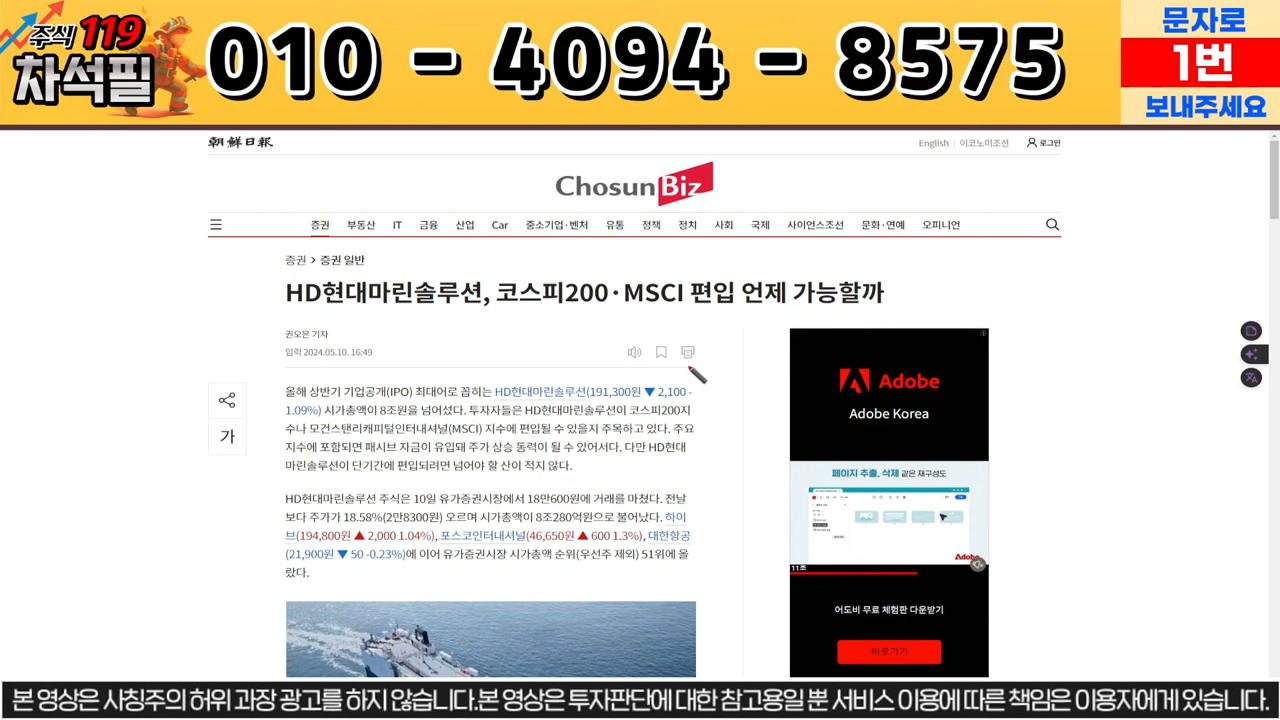 주식 119
차석필
010 - 4094 - 8575
문자로
1번
보내주세요
朝鮮日報
English | 이코노미조선
로그인
ChosunBiz
증권 부동산 IT 금융 산업 Car 중소기업·벤처 유통 정책 정치 사회 국제 사이언스조선 문화·연예 오피니언
증권 > 증권 일반
HD현대마린솔루션, 코스피200·MSCI 편입 언제 가능할까
권오은 기자
입력 2024.05.10. 16:49
가
올해 상반기 기업공개(IPO) 최대어로 꼽히는 HD현대마린솔루션(191,300원 ▼ 2,100 -
1.09%) 시가총액이 8조원을 넘어섰다. 투자자들은 HD현대마린솔루션이 코스피200지
수나 모건스탠리캐피털인터내셔널(MSCI) 지수에 편입될 수 있을지 주목하고 있다. 주요
지수에 포함되면 패시브 자금이 유입돼 주가 상승 동력이 될 수 있어서다. 다만 HD현대
마린솔루션이 단기간에 편입되려면 넘어야 할 산이 적지 않다.
HD현대마린솔루션 주식은 10일 유가증권시장에서 18만600원에 거래를 마쳤다. 전날
보다 주가가 18.58%(2만8300원) 오르며 시가총액이 8조280억원으로 불어났다. 하이
브(194,800원 ▲ 2,000 1.04%), 포스코인터내셔널(46,650원 ▲ 600 1.3%), 대한항공
(21,900원 ▼ 50 -0.23%)에 이어 유가증권시장 시가총액 순위(우선주 제외) 51위에 올
랐다.
Adobe
Adobe Korea
페이지 추출, 삭제 같은 재구성도
Adobe
11초
어도비 무료 체험판 다운받기
바로가기
본 영상은 사칭주의 허위 과장 광고를 하지 않습니다.본 영상은 투자판단에 대한 참고용일 뿐 서비스 이용에 따른 책임은 이용자에게 있습니다.